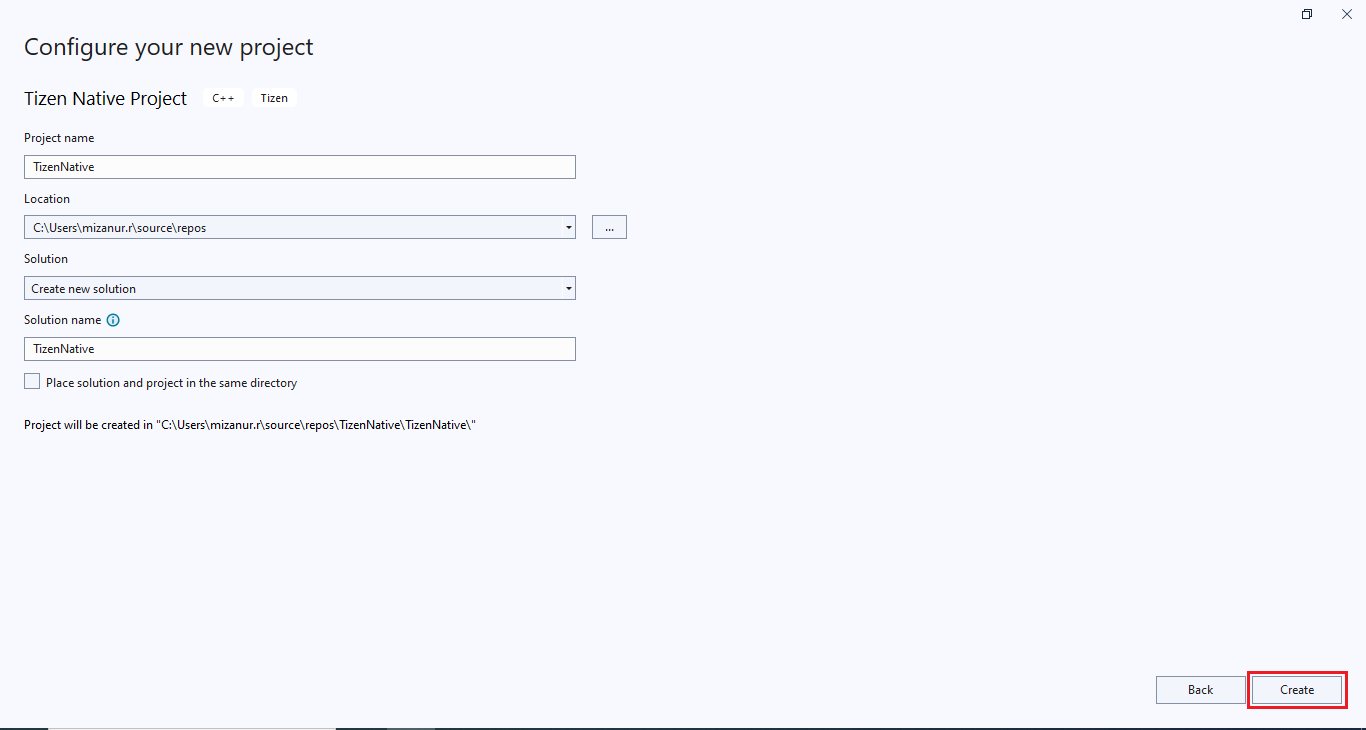 Configure your new project
Tizen Native Project C++ Tizen
Project name
TizenNative
Location
C:\Users\mizanur.r\source\repos ...
Solution
Create new solution
Solution name
TizenNative
Place solution and project in the same directory
Project will be created in "C:\Users\mizanur.r\source\repos\TizenNative\TizenNative\"
Back Create